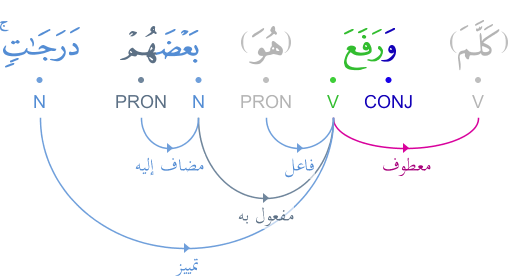 (كَلَّمَ) وَرَفَعَ (هُوَ) بَعْضَهُمْ دَرَجَـٰتٍ ۚ
V CONJ V PRON N PRON N
معطوف فاعل مضاف إليه
مفعول به
تمييز